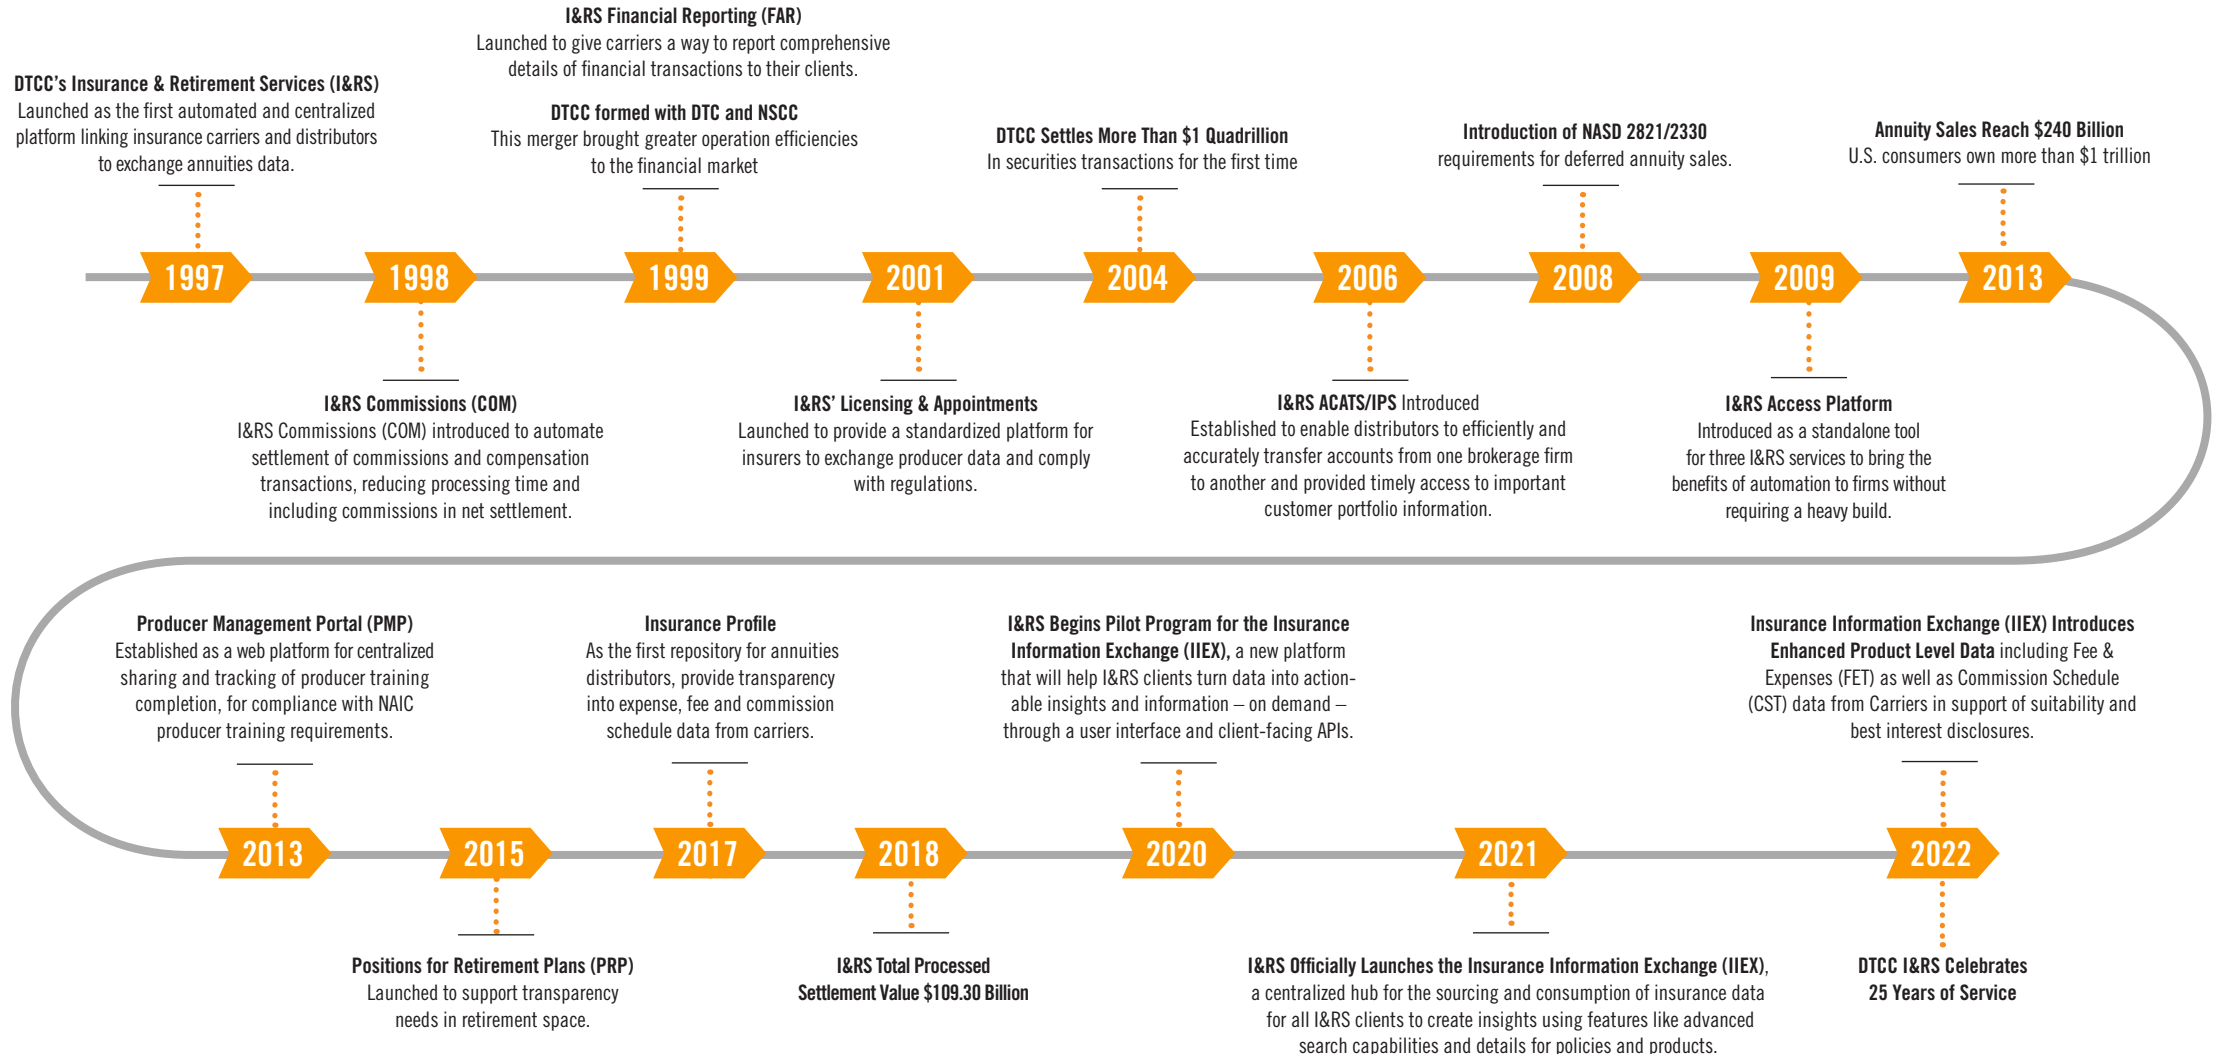 DTCC's Insurance & Retirement Services (I&RS)
Launched as the first automated and centralized
platform linking insurance carriers and distributors
to exchange annuities data.
1997
I&RS Commissions (COM)
I&RS Commissions (COM) introduced to automate
settlement of commissions and compensation
transactions, reducing processing time and
including commissions in net settlement.
1998
I&RS Financial Reporting (FAR)
Launched to give carriers a way to report comprehensive
details of financial transactions to their clients.
DTCC formed with DTC and NSCC
This merger brought greater operation efficiencies
to the financial market
1999
2001
I&RS' Licensing & Appointments
Launched to provide a standardized platform for
insurers to exchange producer data and comply
with regulations.
DTCC Settles More Than $1 Quadrillion
In securities transactions for the first time
2004
2006
I&RS ACATS/IPS Introduced
Established to enable distributors to efficiently and
accurately transfer accounts from one brokerage firm
to another and provided timely access to important
customer portfolio information.
Introduction of NASD 2821/2330
requirements for deferred annuity sales.
2008
2009
I&RS Access Platform
Introduced as a standalone tool
for three I&RS services to bring the
benefits of automation to firms without
requiring a heavy build.
Annuity Sales Reach $240 Billion
U.S. consumers own more than $1 trillion
2013
Producer Management Portal (PMP)
Established as a web platform for centralized
sharing and tracking of producer training
completion, for compliance with NAIC
producer training requirements.
2013
2015
Positions for Retirement Plans (PRP)
Launched to support transparency
needs in retirement space.
Insurance Profile
As the first repository for annuities
distributors, provide transparency
into expense, fee and commission
schedule data from carriers.
2017
2018
I&RS Total Processed
Settlement Value $109.30 Billion
I&RS Begins Pilot Program for the Insurance
Information Exchange (IIEX), a new platform
that will help I&RS clients turn data into action-
able insights and information – on demand –
through a user interface and client-facing APIs.
2020
2021
I&RS Officially Launches the Insurance Information Exchange (IIEX),
a centralized hub for the sourcing and consumption of insurance data
for all I&RS clients to create insights using features like advanced
search capabilities and details for policies and products.
Insurance Information Exchange (IIEX) Introduces
Enhanced Product Level Data including Fee &
Expenses (FET) as well as Commission Schedule
(CST) data from Carriers in support of suitability and
best interest disclosures.
2022
DTCC I&RS Celebrates
25 Years of Service